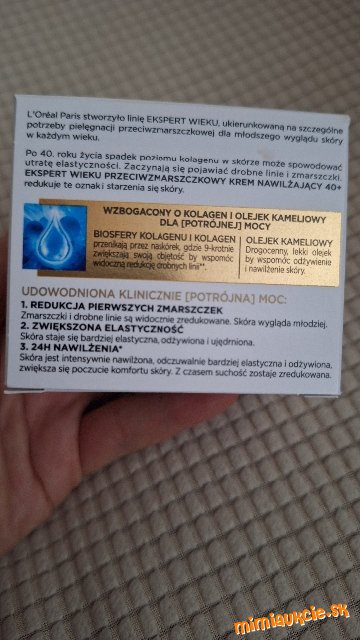 L'Oréal Paris stworzyło linię EKSPERT WIEKU, ukierunkowaną na szczególne
potrzeby pielęgnacji przeciwzmarszczkowej dla młodszego wyglądu skóry
w każdym wieku.
Po 40. roku życia spadek poziomu kolagenu w skórze może spowodować
utratę elastyczności. Zaczynają się pojawiać drobne linie i zmarszczki.
EKSPERT WIEKU PRZECIWZMARSZCZKOWY KREM NAWILŻAJĄCY 40+
redukuje te oznaki starzenia się skóry.
WZBOGACONY O KOLAGEN I OLEJEK KAMELIOWY
DLA [POTRÓJNEJ] MOCY
BIOSFERY KOLAGENU I KOLAGEN
przenikają przez naskórek, gdzie 9-krotnie
zwiększają swoją objętość by wspomóc
widoczną redukcję drobnych linii**.
OLEJEK KAMELIOWY
Drogocenny, lekki olejek
by wspomóc odżywienie
i nawilżenie skóry.
UDOWODNIONA KLINICZNIE [POTRÓJNA] MOC:
1. REDUKCJA PIERWSZYCH ZMARSZCZEK
Zmarszczki i drobne linie są widocznie zredukowane. Skóra wygląda młodziej.
2. ZWIĘKSZONA ELASTYCZNOŚĆ
Skóra staje się bardziej elastyczna, odżywiona i ujędrniona.
3. 24H NAWILŻENIA*
Skóra jest intensywnie nawilżona, odczuwalnie bardziej elastyczna i odżywiona,
zwiększa się poczucie komfortu skóry. Z czasem suchość zostaje zredukowana.
mimiaukcie.sk